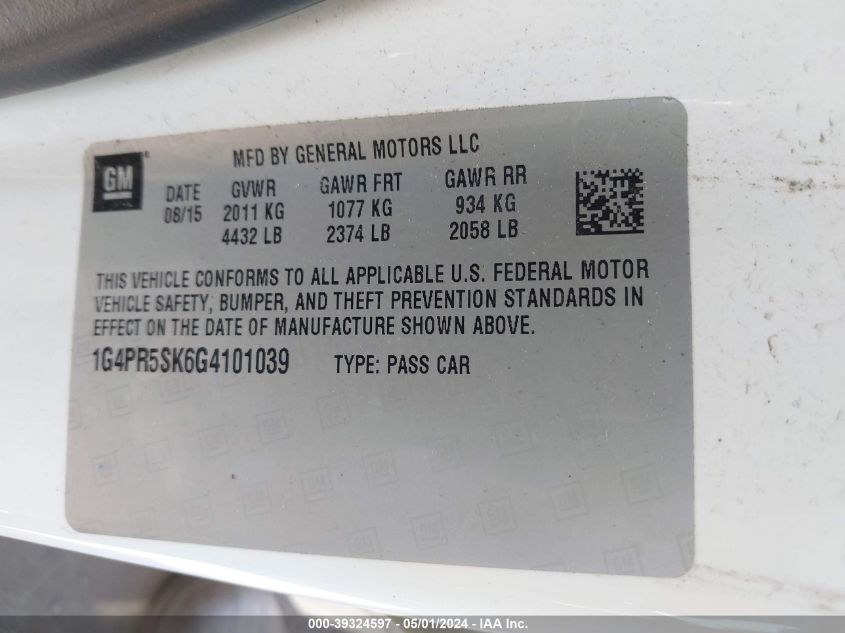 GM
MFD BY GENERAL MOTORS LLC
DATE GVWR GAWR FRT GAWR RR
08/15 2011 KG 1077 KG 934 KG
4432 LB 2374 LB 2058 LB
THIS VEHICLE CONFORMS TO ALL APPLICABLE U.S. FEDERAL MOTOR
VEHICLE SAFETY, BUMPER, AND THEFT PREVENTION STANDARDS IN
EFFECT ON THE DATE OF MANUFACTURE SHOWN ABOVE.
1G4PR5SK6G4101039 TYPE: PASS CAR
000-39324597 - 05/01/2024 - IAA Inc.